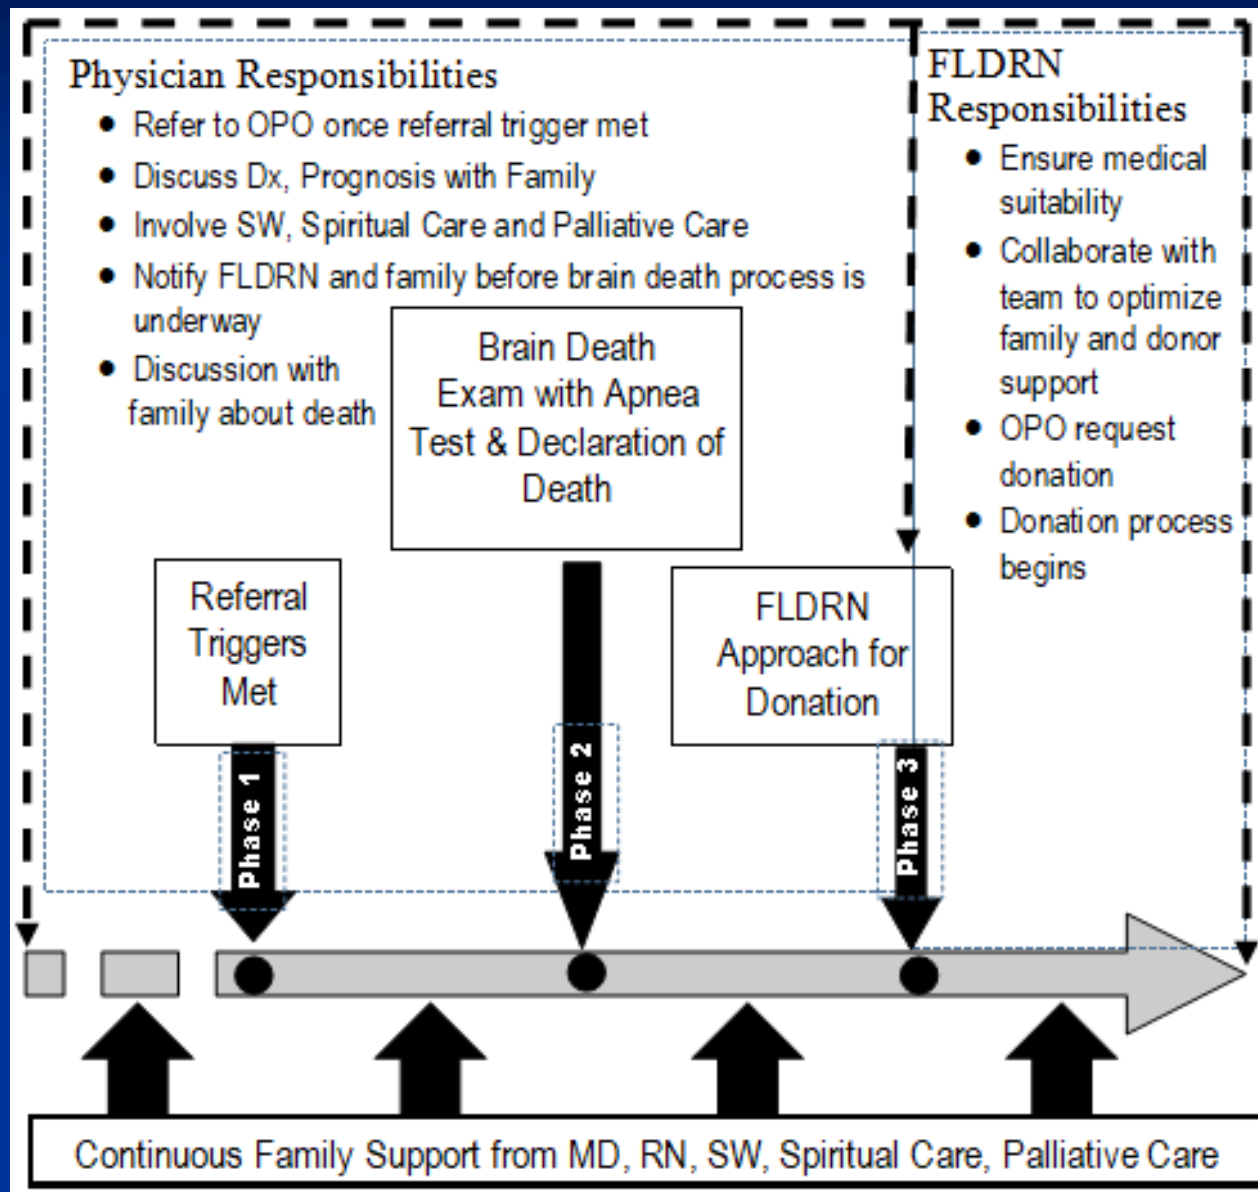 Physician Responsibilities
● Refer to OPO once referral trigger met
● Discuss Dx, Prognosis with Family
● Involve SW, Spiritual Care and Palliative Care
● Notify FLDRN and family before brain death process is
underway
● Discussion with
family about death
FLDRN
Responsibilities
● Ensure medical
suitability
● Collaborate with
team to optimize
family and donor
support
● OPO request
donation
● Donation process
begins
Referral
Triggers
Met
Brain Death
Exam with Apnea
Test & Declaration of
Death
FLDRN
Approach for
Donation
Phase 1
Phase 2
Phase 3
Continuous Family Support from MD, RN, SW, Spiritual Care, Palliative Care